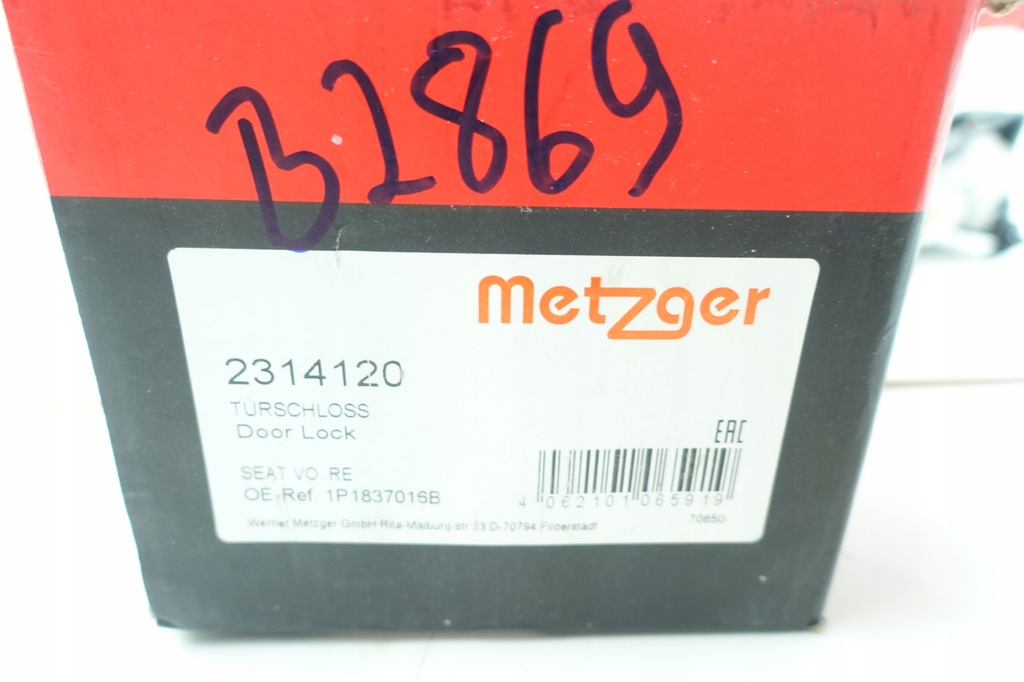 B2869
Metzger
2314120
TÜRSCHLOSS
Door Lock
EAC
SEAT VO RE
OE-Ref. 1P1837016B
4 062101 065919
Werner Metzger GmbH Rita-Maiburg-str 53 D-70794 Filderstadt
70650